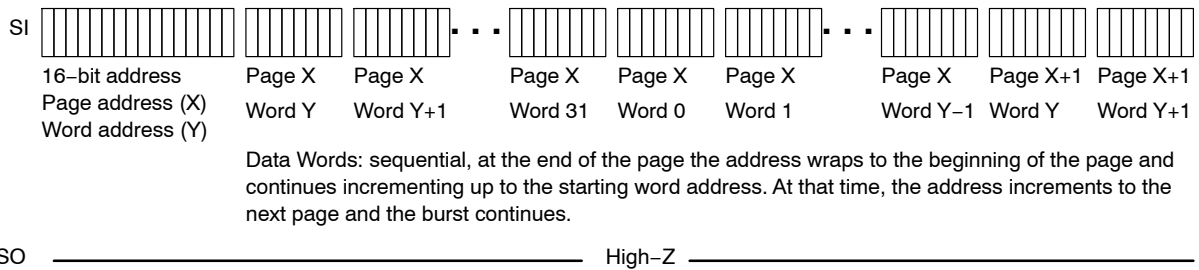 SI
16−bit address Page X Page X Page X Page X Page X Page X Page X+1 Page X+1
Page address (X)
Word Y Word Y+1 Word 31 Word 0 Word 1 Word Y−1 Word Y Word Y+1
Word address (Y)
Data Words: sequential, at the end of the page the address wraps to the beginning of the page and
continues incrementing up to the starting word address. At that time, the address increments to the
next page and the burst continues.
SO High−Z